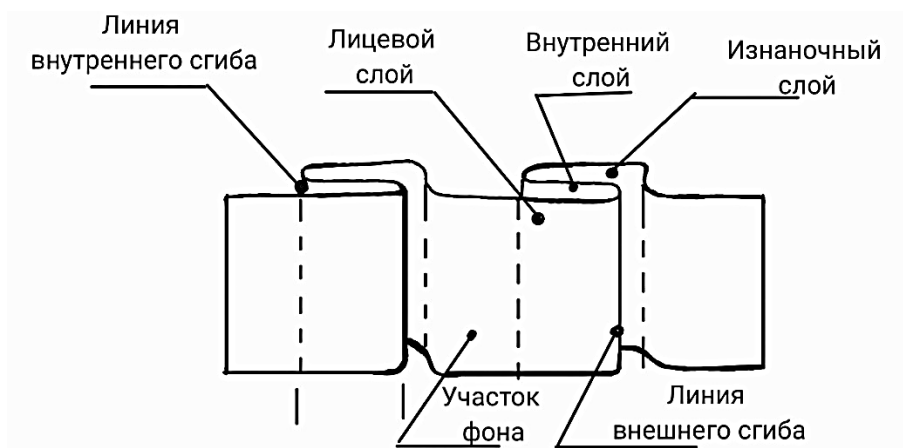 Линия
внутреннего сгиба
Лицевой
слой
Внутренний
слой
Изнаночный
слой
Участок
фона
Линия
внешнего сгиба